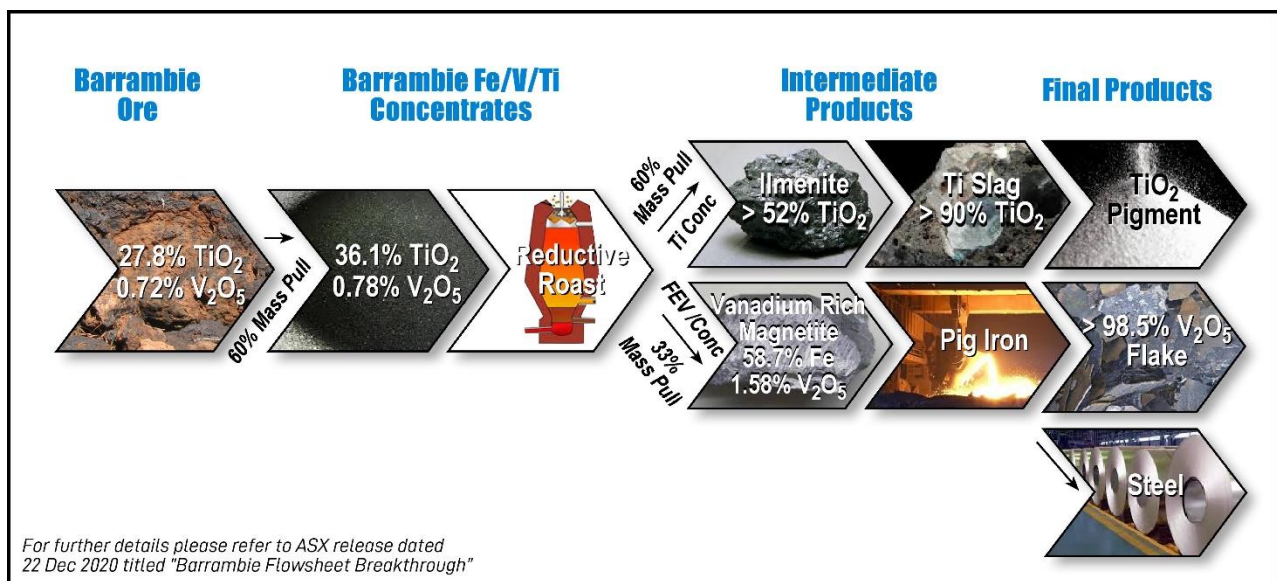 Barrambie
Ore
Barrambie Fe/V/Ti
Concentrates
Intermediate
Products
Final Products
27.8% TiO₂
0.72% V₂O₅
60% Mass Pull
36.1% TiO₂
0.78% V₂O₅
Reductive
Roast
60%
Mass Pull
Ti Conc
Ilmenite
> 52% TiO₂
Ti Slag
> 90% TiO₂
TiO₂
Pigment
FEV/Conc
33%
Mass Pull
Vanadium Rich
Magnetite
58.7% Fe
1.58% V₂O₅
Pig Iron
> 98.5% V₂O₅
Flake
Steel
For further details please refer to ASX release dated
22 Dec 2020 titled "Barrambie Flowsheet Breakthrough"